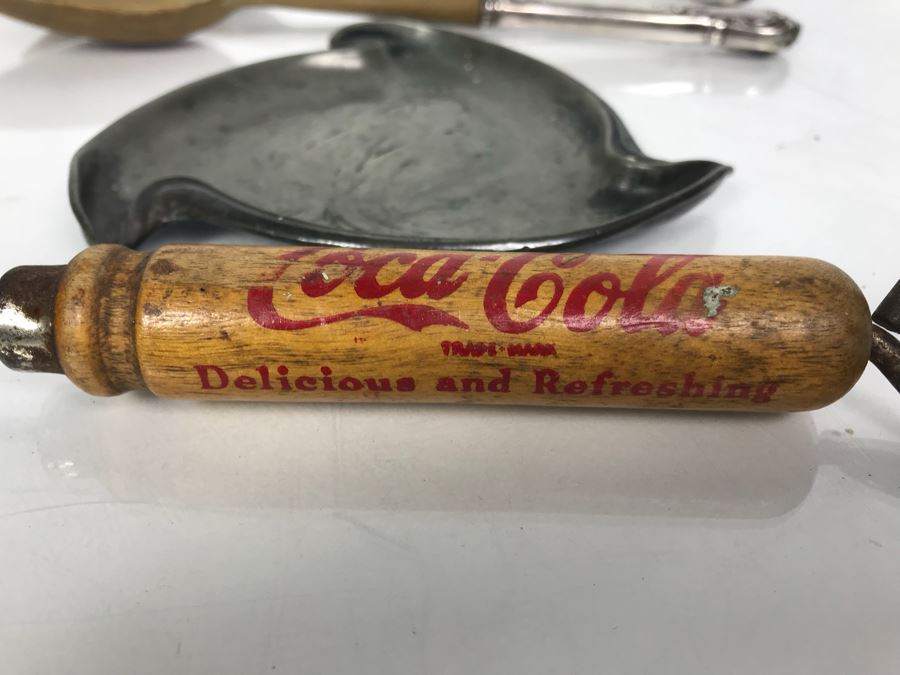 Coca-Cola
TRADE-MARK
Delicious and Refreshing